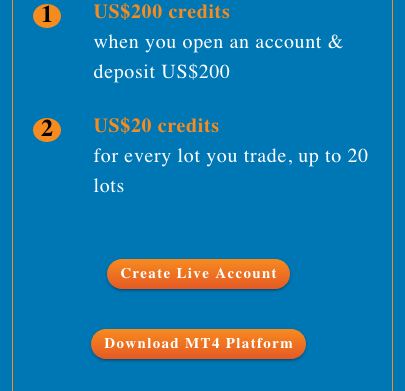 1
US$200 credits
when you open an account &
deposit US$200
2
US$20 credits
for every lot you trade, up to 20
lots
Create Live Account
Download MT4 Platform